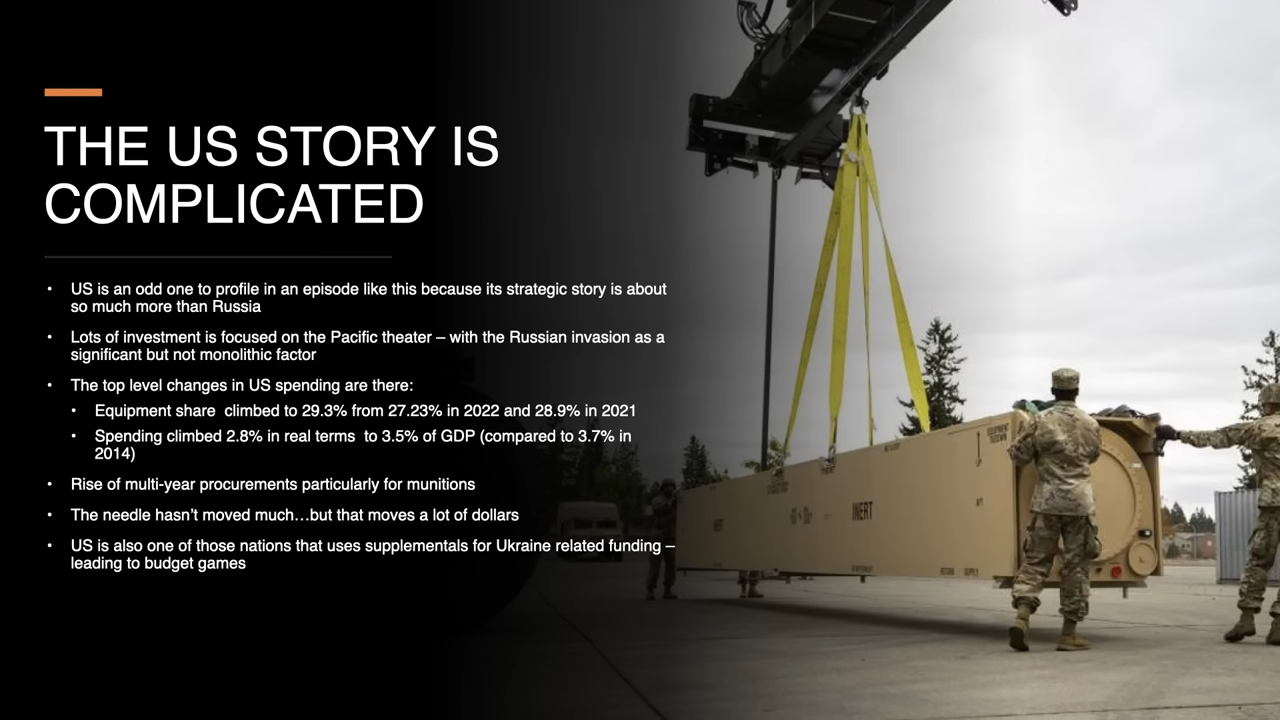 THE US STORY IS
COMPLICATED
• US is an odd one to profile in an episode like this because its strategic story is about
so much more than Russia
• Lots of investment is focused on the Pacific theater – with the Russian invasion as a
significant but not monolithic factor
• The top level changes in US spending are there:
• Equipment share  climbed to 29.3% from 27.23% in 2022 and 28.9% in 2021
• Spending climbed 2.8% in real terms  to 3.5% of GDP (compared to 3.7% in
2014)
• Rise of multi-year procurements particularly for munitions
• The needle hasn’t moved much…but that moves a lot of dollars
• US is also one of those nations that uses supplementals for Ukraine related funding –
leading to budget games
INERT
INERT